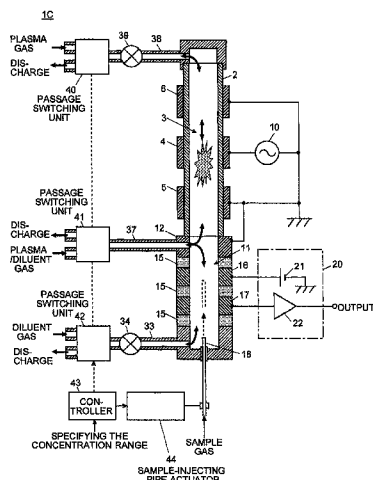 1C
PLASMA GAS
DIS-
CHARGE
40
PASSAGE
SWITCHING
UNIT
36
38
6
2
3
4
10
5
PASSAGE
SWITCHING
UNIT
41
DIS-
CHARGE
PLASMA
/DILUENT
GAS
37
12
11
15
16
15
17
15
18
21
20
22
OUTPUT
PASSAGE
SWITCHING
UNIT
42
34
33
DILUENT
GAS
DIS-
CHARGE
43
CON-
TROLLER
SPECIFYING THE
CONCENTRATION RANGE
44
SAMPLE
GAS
SAMPLE-INJECTING
PIPE ACTUATOR